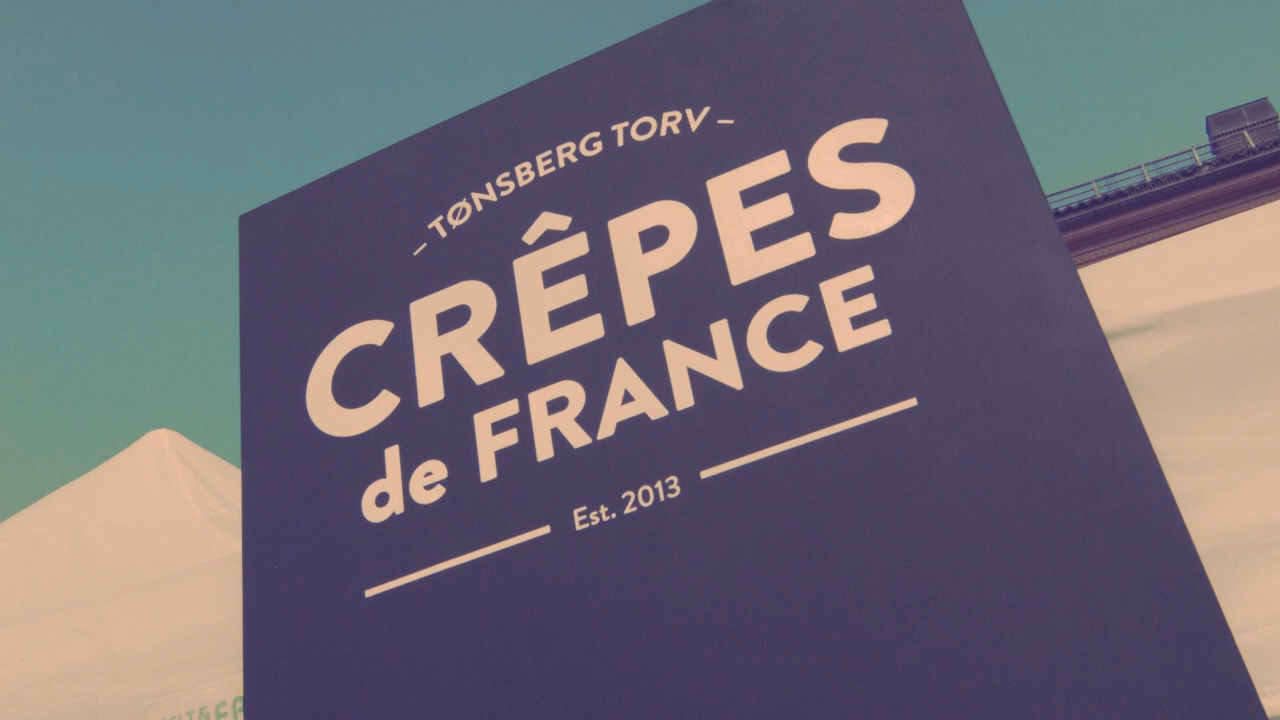 – TØNSBERG TORV –
CRÊPES
de FRANCE
Est. 2013